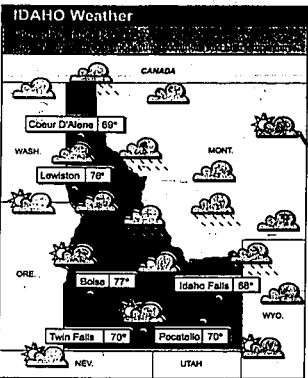 IDAHO Weather
CANADA
Coeur D'Alene 69°
WASH.
MONT.
Lewiston 76°
ORE.
Boise 77°
Idaho Falls 68°
WYO.
Twin Falls 70°
Pocatello 70°
NEV.
UTAH